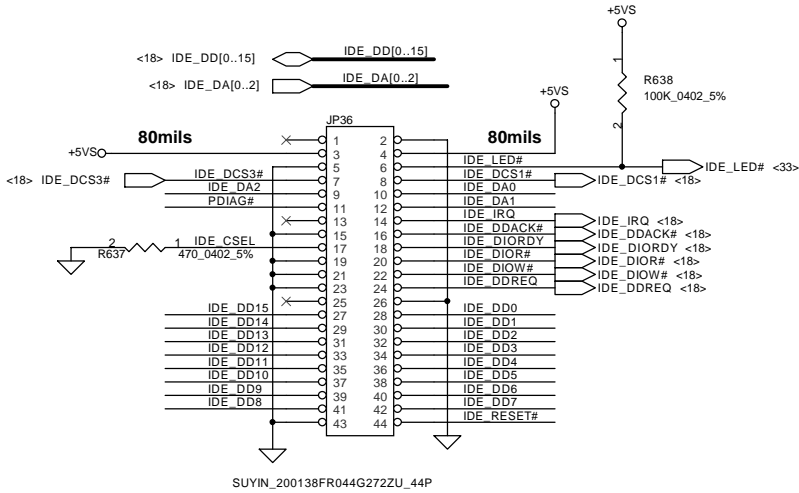 +5VS
<18> IDE_DD[0..15] IDE_DD[0..15]
<18> IDE_DA[0..2] IDE_DA[0..2]
1
R638
100K_0402_5%
2
+5VS
JP36
80mils 80mils
1 2
+5VS 3 4
5 6 IDE_LED# IDE_LED# <33>
<18> IDE_DCS3# IDE_DCS3# 7 8 IDE_DCS1# IDE_DCS1# <18>
IDE_DA2 9 10 IDE_DA0
PDIAG# 11 12 IDE_DA1
13 14 IDE_IRQ IDE_IRQ <18>
15 16 IDE_DDACK# IDE_DDACK# <18>
2 1 IDE_CSEL 17 18 IDE_DIORDY IDE_DIORDY <18>
R637 470_0402_5%
19 20 IDE_DIOR# IDE_DIOR# <18>
21 22 IDE_DIOW# IDE_DIOW# <18>
23 24 IDE_DDREQ IDE_DDREQ <18>
25 26
IDE_DD15 27 28 IDE_DD0
IDE_DD14 29 30 IDE_DD1
IDE_DD13 31 32 IDE_DD2
IDE_DD12 33 34 IDE_DD3
IDE_DD11 35 36 IDE_DD4
IDE_DD10 37 38 IDE_DD5
IDE_DD9 39 40 IDE_DD6
IDE_DD8 41 42 IDE_DD7
43 44 IDE_RESET#
SUYIN_200138FR044G272ZU_44P